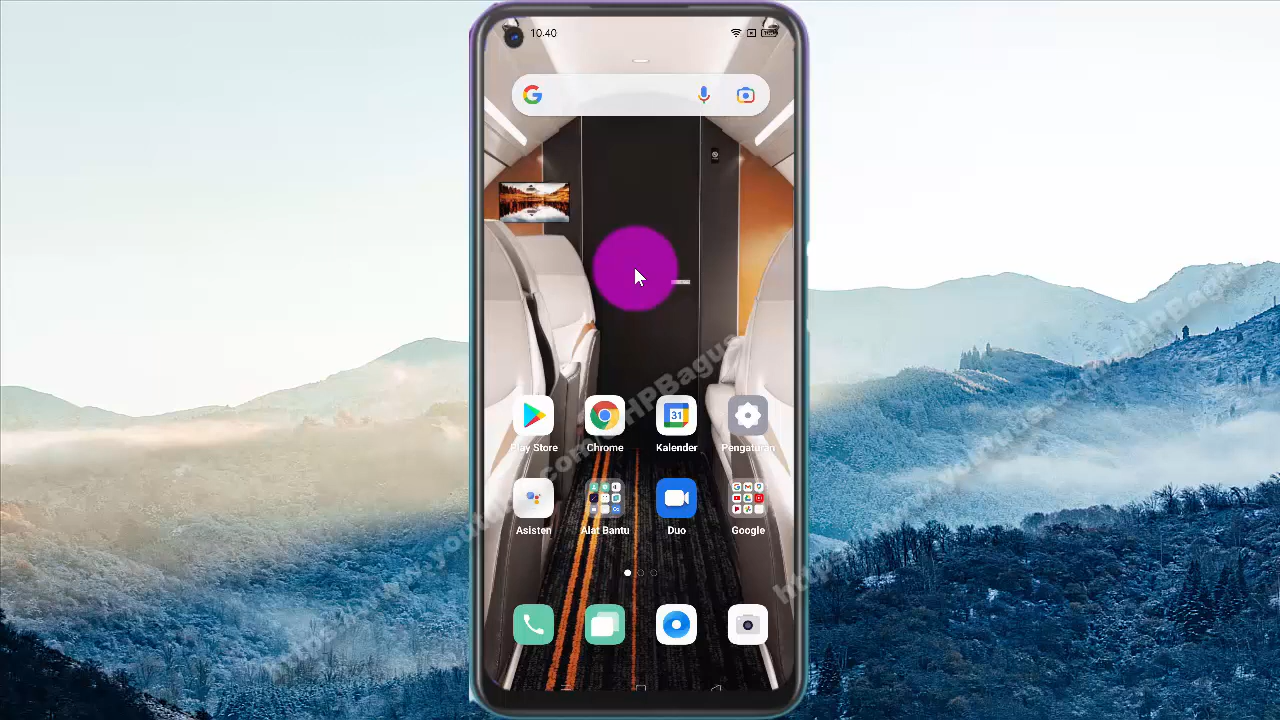 10.40
Play Store Chrome Kalender Pengaturan
31
Asisten Alat Bantu Duo Google